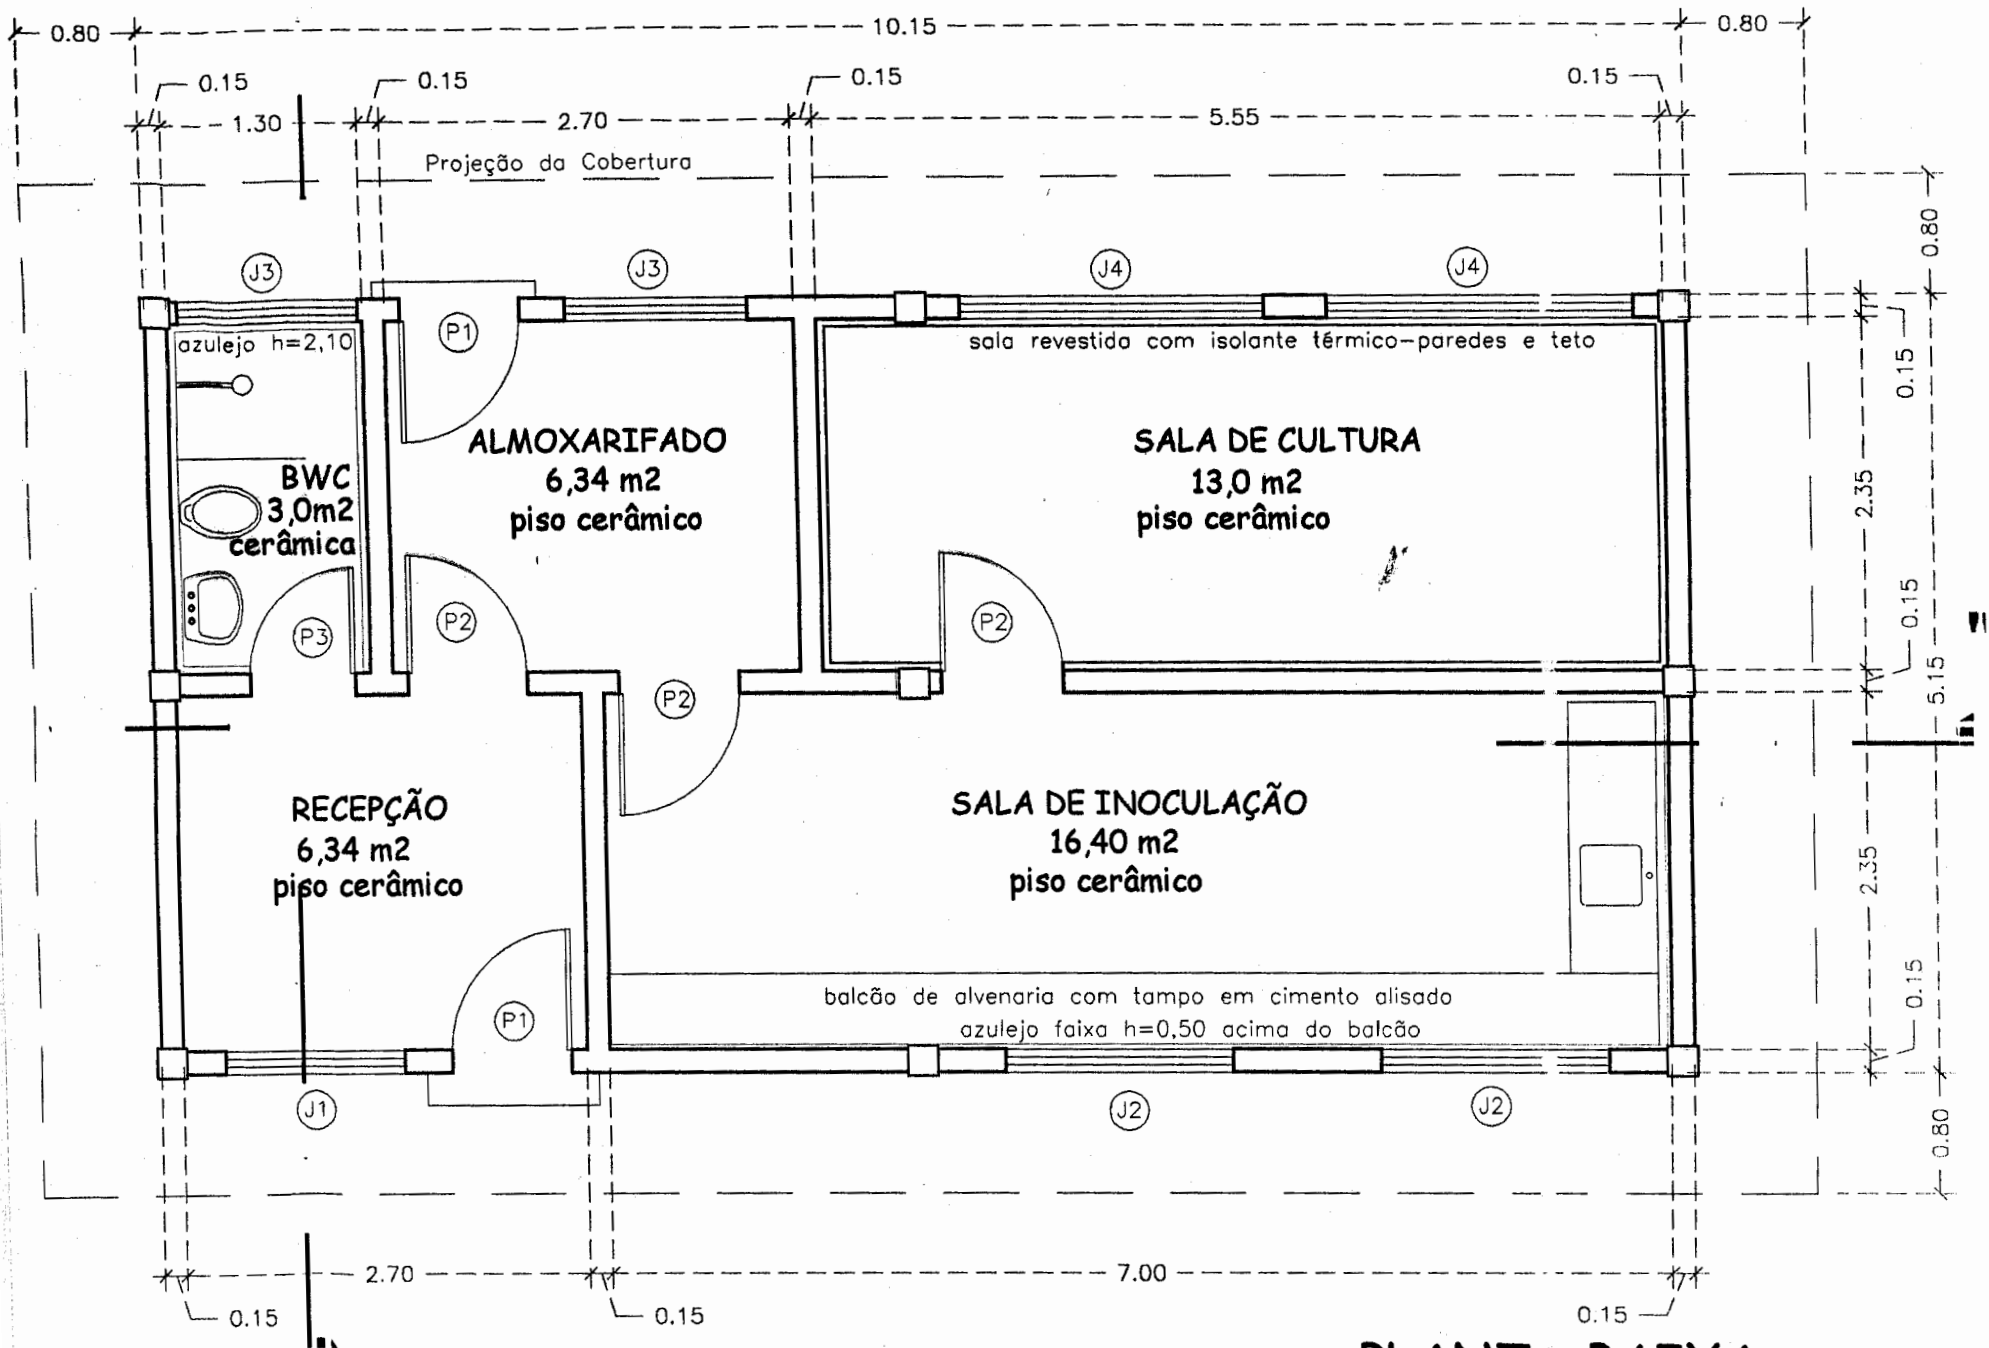 0.80 10.15 0.80
0.15 0.15 0.15 0.15
1.30 2.70 5.55
Projeção da Cobertura
0.80
J3 J3 J4 J4
P1
azulejo h=2,10
sala revestida com isolante térmico-paredes e teto
0.15
ALMOXARIFADO
6,34 m2
piso cerâmico
SALA DE CULTURA
13,0 m2
piso cerâmico
BWC
3,0m2
cerâmica
2.35
P3 P2 P2
0.15
5.15
P2
RECEPÇÃO
6,34 m2
piso cerâmico
SALA DE INOCULAÇÃO
16,40 m2
piso cerâmico
2.35
P1
balcão de alvenaria com tampo em cimento alisado
azulejo faixa h=0,50 acima do balcão
0.15
J1 J2 J2
0.80
2.70 7.00
0.15 0.15 0.15